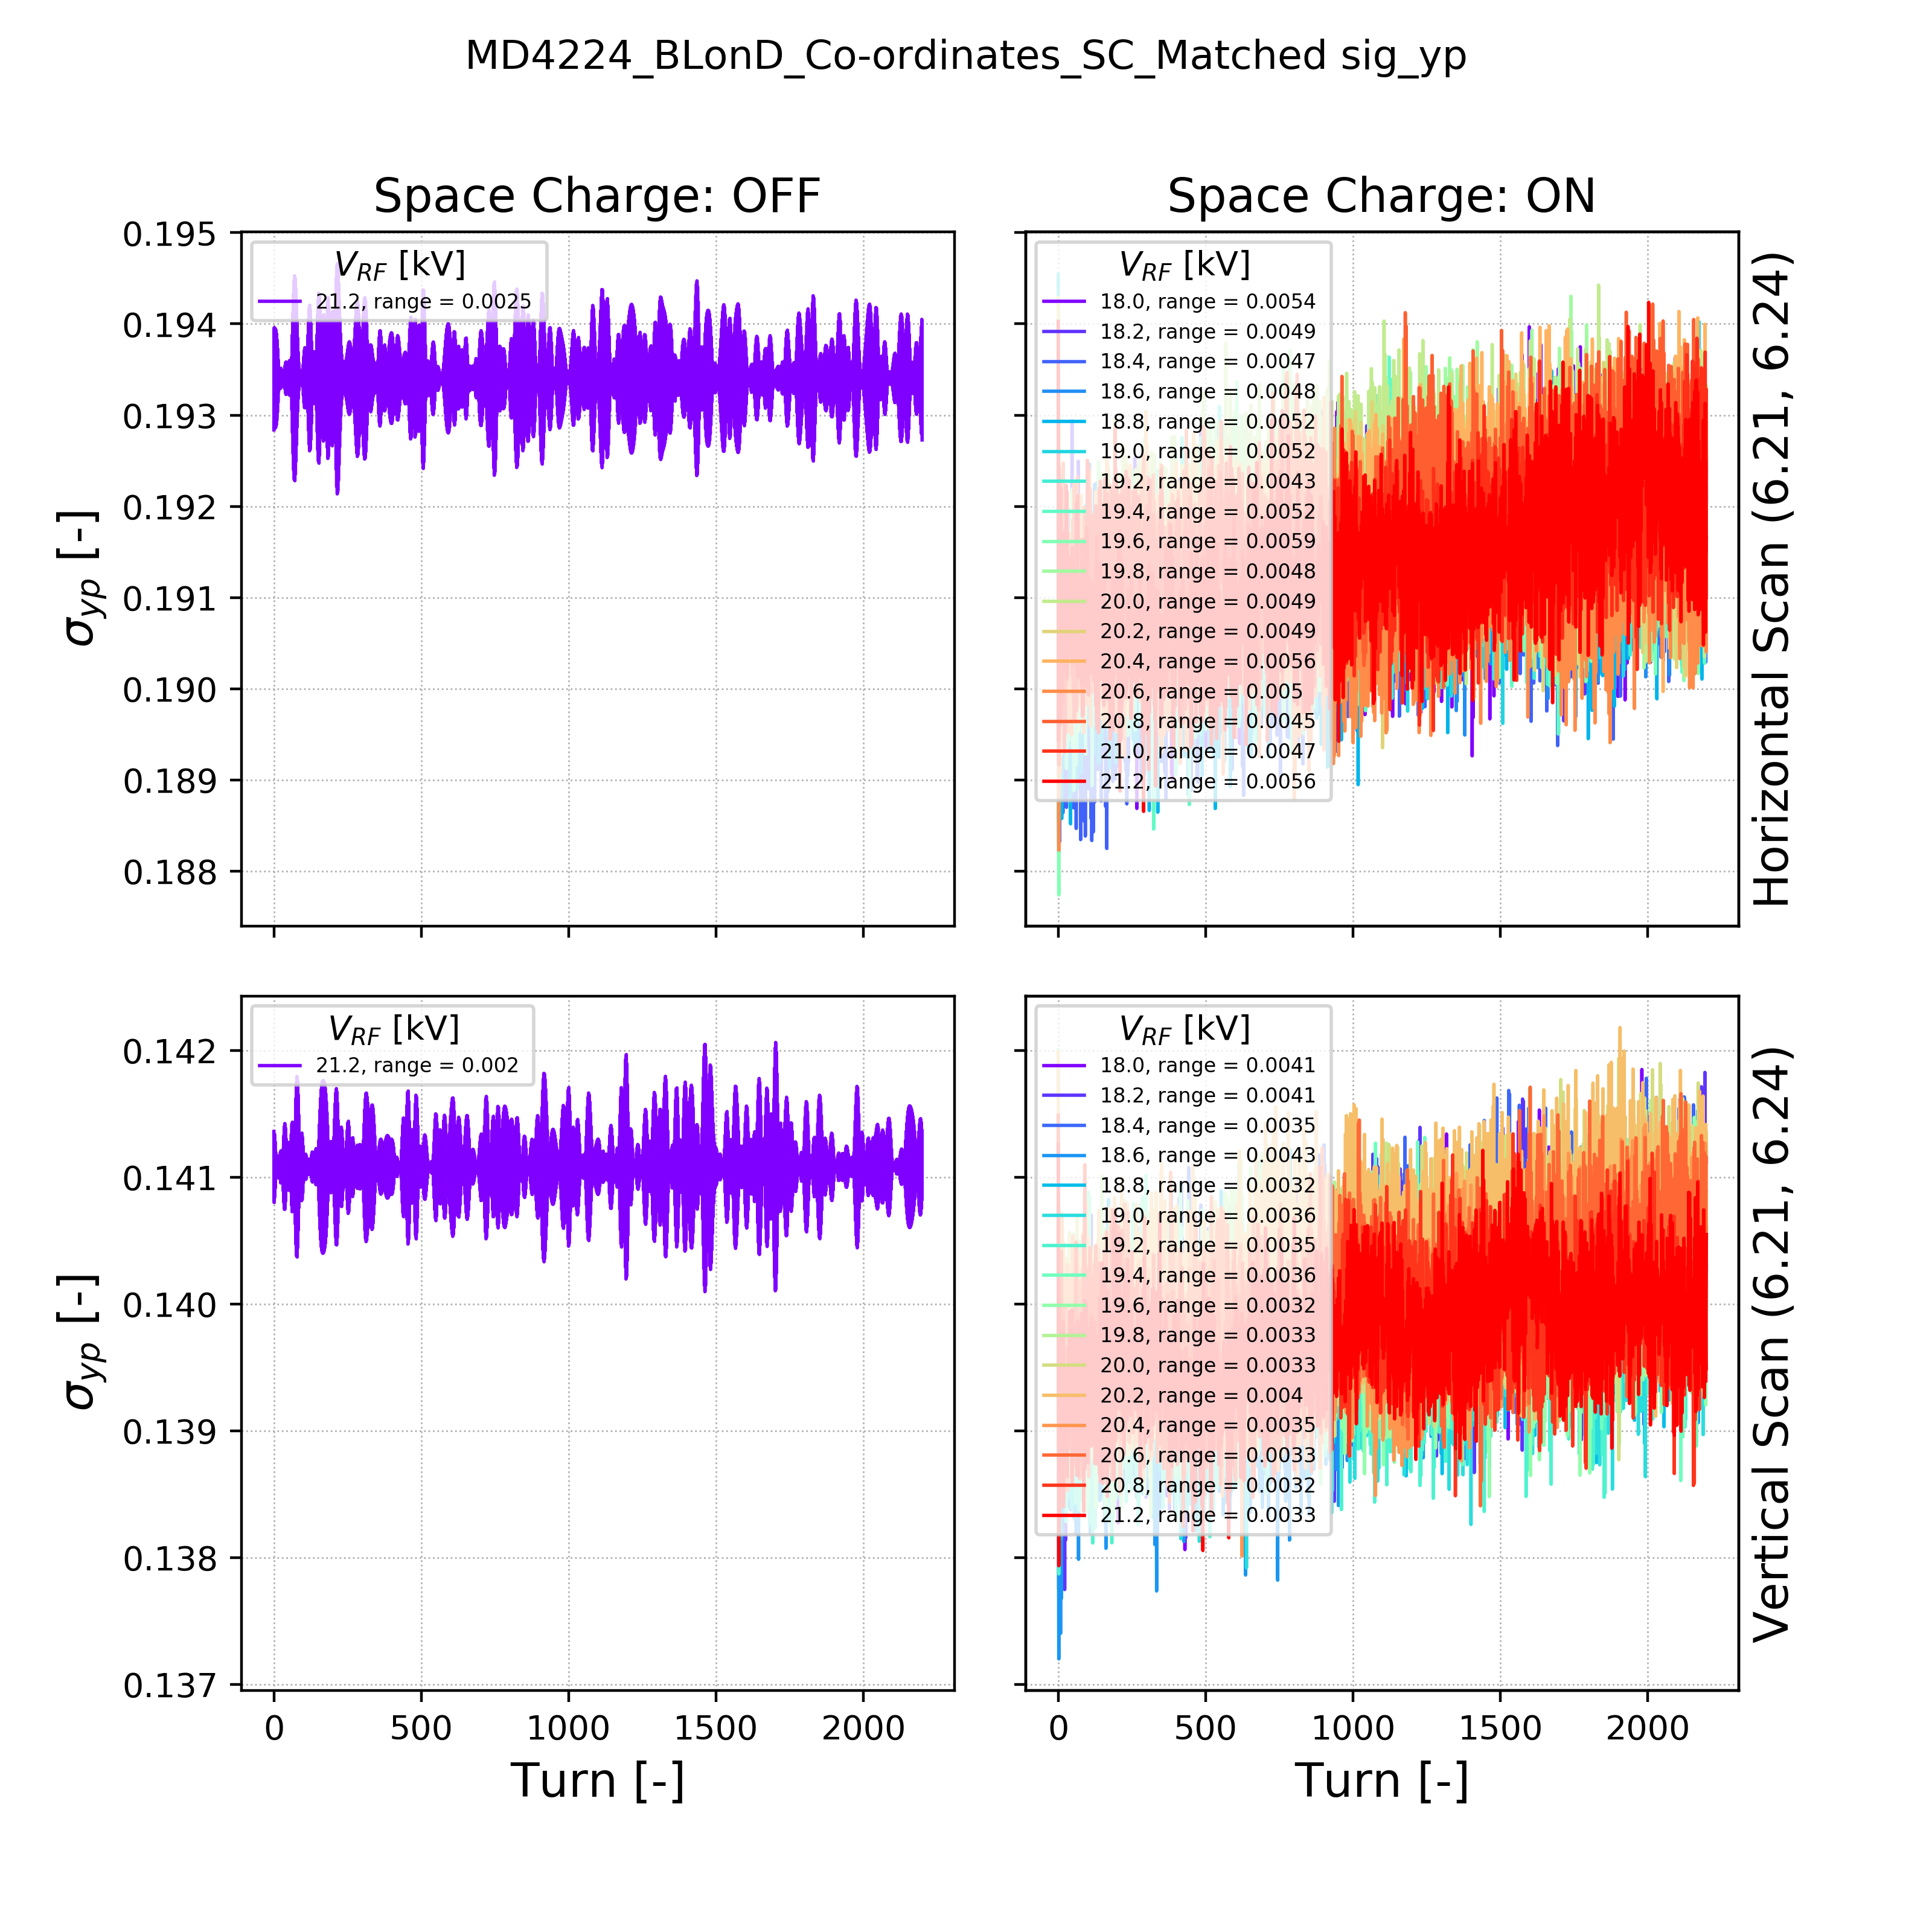 MD4224_BLonD_Co-ordinates_SC_Matched sig_yp
Space Charge: OFF
0.195
0.194
0.193
0.192
0.191
0.190
0.189
0.188
σyp [-]
VRF [kV]
21.2, range = 0.0025
Space Charge: ON
VRF [kV]
18.0, range = 0.0054
18.2, range = 0.0049
18.4, range = 0.0047
18.6, range = 0.0048
18.8, range = 0.0052
19.0, range = 0.0052
19.2, range = 0.0043
19.4, range = 0.0052
19.6, range = 0.0059
19.8, range = 0.0048
20.0, range = 0.0049
20.2, range = 0.0049
20.4, range = 0.0056
20.6, range = 0.005
20.8, range = 0.0045
21.0, range = 0.0047
21.2, range = 0.0056
Horizontal Scan (6.21, 6.24)
0.142
0.141
0.140
0.139
0.138
0.137
σyp [-]
VRF [kV]
21.2, range = 0.002
0 500 1000 1500 2000
Turn [-]
VRF [kV]
18.0, range = 0.0041
18.2, range = 0.0041
18.4, range = 0.0035
18.6, range = 0.0043
18.8, range = 0.0032
19.0, range = 0.0036
19.2, range = 0.0035
19.4, range = 0.0036
19.6, range = 0.0032
19.8, range = 0.0033
20.0, range = 0.0033
20.2, range = 0.004
20.4, range = 0.0035
20.6, range = 0.0033
20.8, range = 0.0032
21.2, range = 0.0033
0 500 1000 1500 2000
Turn [-]
Vertical Scan (6.21, 6.24)